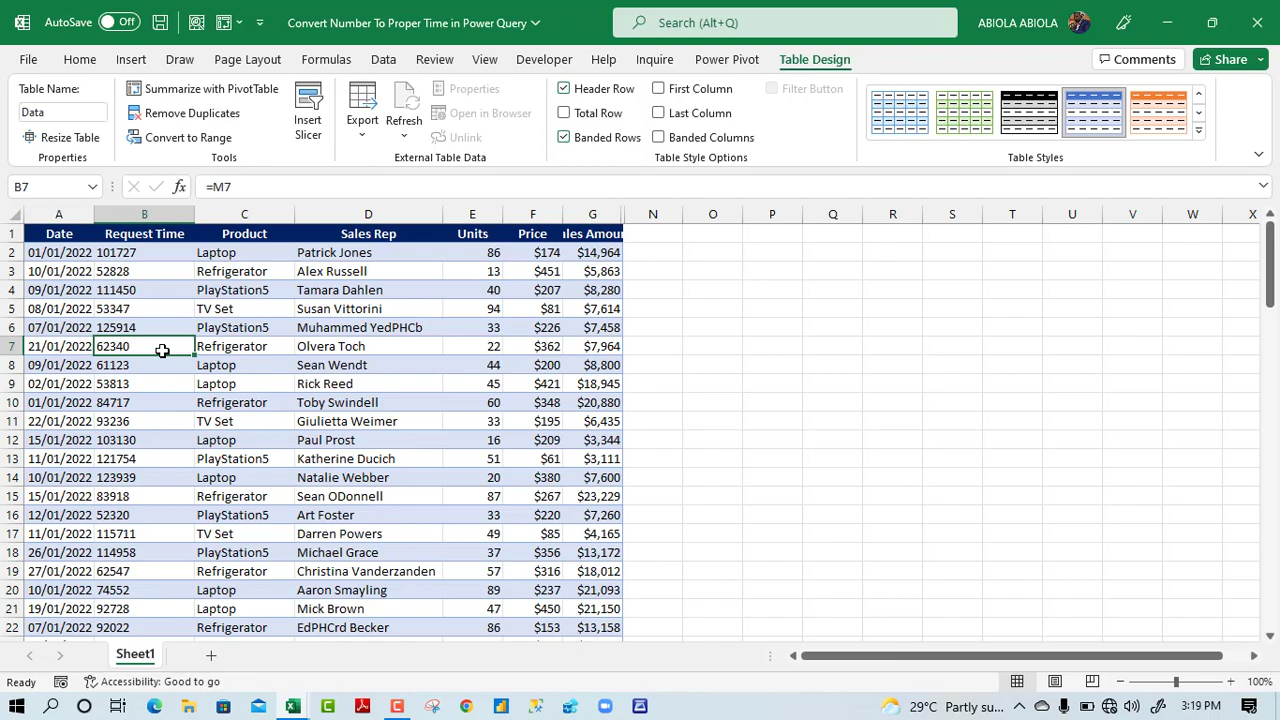 AutoSave Off
Convert Number To Proper Time in Power Query
Search (Alt+Q)
ABIOLA ABIOLA
File Home Insert Draw Page Layout Formulas Data Review View Developer Help Inquire Power Pivot Table Design Comments Share
Table Name:
Data
Resize Table
Properties
Summarize with PivotTable
Remove Duplicates
Convert to Range
Tools
Insert Slicer
Export
Refresh
Properties
Open in Browser
Unlink
External Table Data
Header Row First Column Filter Button
Total Row Last Column
Banded Rows Banded Columns
Table Style Options
Table Styles
B7 fx =M7
A B C D E F G N O P Q R S T U V W X
1 Date Request Time Product Sales Rep Units Price les Amou
2 01/01/2022 101727 Laptop Patrick Jones 86 $174 $14,964
3 10/01/2022 52828 Refrigerator Alex Russell 13 $451 $5,863
4 09/01/2022 111450 PlayStation5 Tamara Dahlen 40 $207 $8,280
5 08/01/2022 53347 TV Set Susan Vittorini 94 $81 $7,614
6 07/01/2022 125914 PlayStation5 Muhammed YedPHCb 33 $226 $7,458
7 21/01/2022 62340 Refrigerator Olvera Toch 22 $362 $7,964
8 09/01/2022 61123 Laptop Sean Wendt 44 $200 $8,800
9 02/01/2022 53813 Laptop Rick Reed 45 $421 $18,945
10 01/01/2022 84717 Refrigerator Toby Swindell 60 $348 $20,880
11 22/01/2022 93236 TV Set Giulietta Weimer 33 $195 $6,435
12 15/01/2022 103130 Laptop Paul Prost 16 $209 $3,344
13 11/01/2022 121754 PlayStation5 Katherine Ducich 51 $61 $3,111
14 10/01/2022 123939 Laptop Natalie Webber 20 $380 $7,600
15 15/01/2022 83918 Refrigerator Sean ODonnell 87 $267 $23,229
16 12/01/2022 52320 PlayStation5 Art Foster 33 $220 $7,260
17 11/01/2022 115711 TV Set Darren Powers 49 $85 $4,165
18 26/01/2022 114958 PlayStation5 Michael Grace 37 $356 $13,172
19 27/01/2022 62547 Refrigerator Christina Vanderzanden 57 $316 $18,012
20 10/01/2022 74552 Laptop Aaron Smayling 89 $237 $21,093
21 19/01/2022 92728 Laptop Mick Brown 47 $450 $21,150
22 07/01/2022 92022 Refrigerator EdPHCrd Becker 86 $153 $13,158
Sheet1
Ready Accessibility: Good to go 100%
29°C Partly su... 3:19 PM